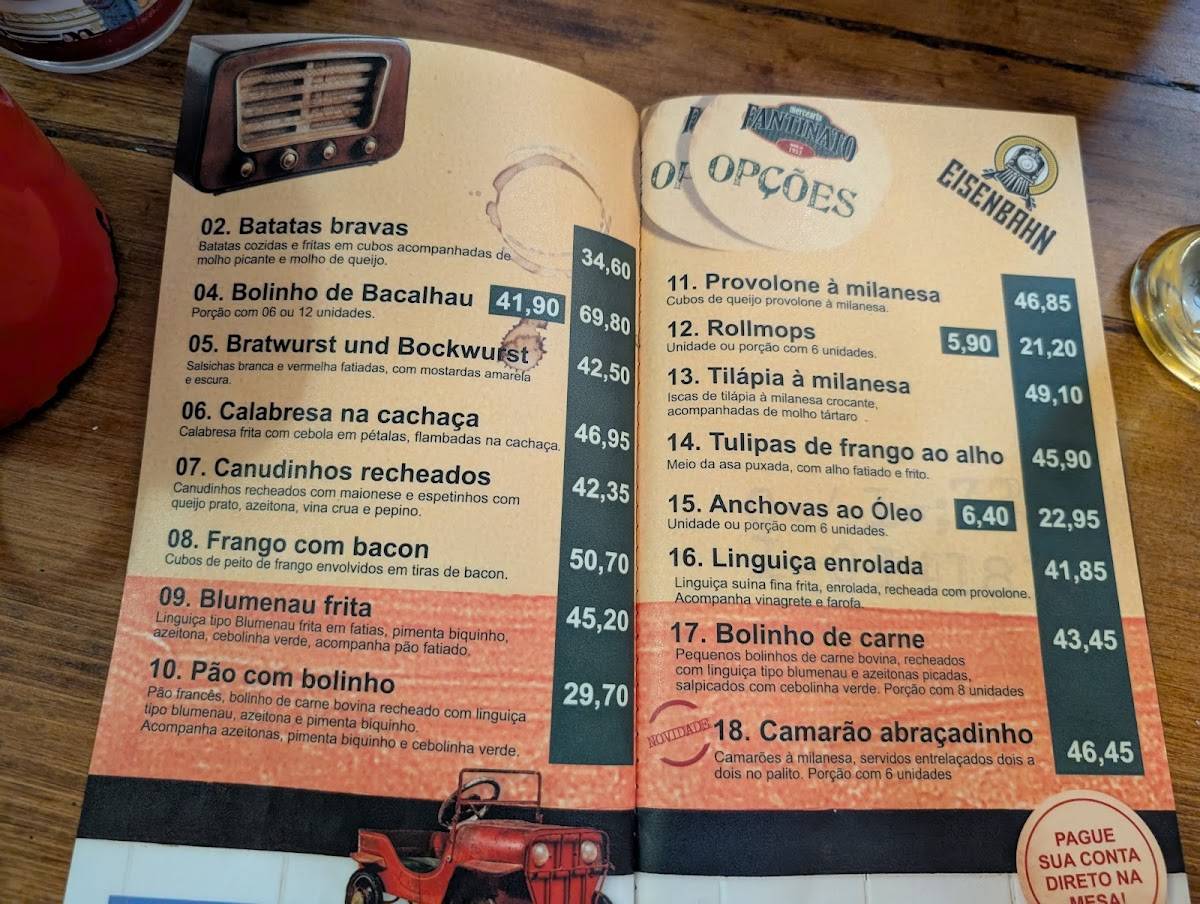 02. Batatas bravas
Batatas cozidas e fritas em cubos acompanhadas de
molho picante e molho de queijo.
34,60
04. Bolinho de Bacalhau 41,90 69,80
Porção com 06 ou 12 unidades.
05. Bratwurst und Bockwurst
Salsichas branca e vermelha fatiadas, com mostardas amarela
e escura.
42,50
06. Calabresa na cachaça
Calabresa frita com cebola em pétalas, flambadas na cachaça.
46,95
07. Canudinhos recheados
Canudinhos recheados com maionese e espetinhos com
queijo prato, azeitona, vina crua e pepino.
42,35
08. Frango com bacon
Cubos de peito de frango envolvidos em tiras de bacon.
50,70
09. Blumenau frita
Linguiça tipo Blumenau frita em fatias, pimenta biquinho,
azeitona, cebolinha verde, acompanha pão fatiado.
45,20
10. Pão com bolinho
Pão francês, bolinho de carne bovina recheado com linguiça
tipo blumenau, azeitona e pimenta biquinho.
Acompanha azeitonas, pimenta biquinho e cebolinha verde.
29,70
mercearia
FANTINATO
1953
OPÇÕES
EISENBAHN
11. Provolone à milanesa
Cubos de queijo provolone à milanesa.
46,85
12. Rollmops 5,90 21,20
Unidade ou porção com 6 unidades.
13. Tilápia à milanesa
Iscas de tilápia à milanesa crocante,
acompanhadas de molho tártaro
49,10
14. Tulipas de frango ao alho
Meio da asa puxada, com alho fatiado e frito.
45,90
15. Anchovas ao Óleo 6,40 22,95
Unidade ou porção com 6 unidades.
16. Linguiça enrolada
Linguiça suina fina frita, enrolada, recheada com provolone.
Acompanha vinagrete e farofa.
41,85
17. Bolinho de carne
Pequenos bolinhos de carne bovina, recheados
com linguiça tipo blumenau e azeitonas picadas,
salpicados com cebolinha verde. Porção com 8 unidades
43,45
NOVIDADE
18. Camarão abraçadinho
Camarões à milanesa, servidos entrelaçados dois a
dois no palito. Porção com 6 unidades
46,45
PAGUE
SUA CONTA
DIRETO NA
MESA!